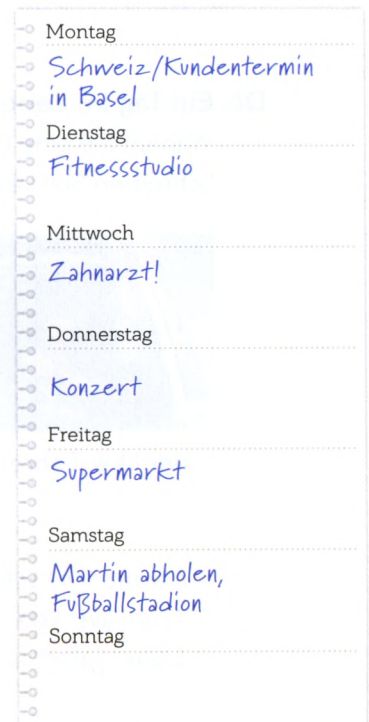 Montag
Schweiz/Kundentermin
in Basel
Dienstag
Fitnessstudio
Mittwoch
Zahnarzt!
Donnerstag
Konzert
Freitag
Supermarkt
Samstag
Martin abholen,
Fußballstadion
Sonntag